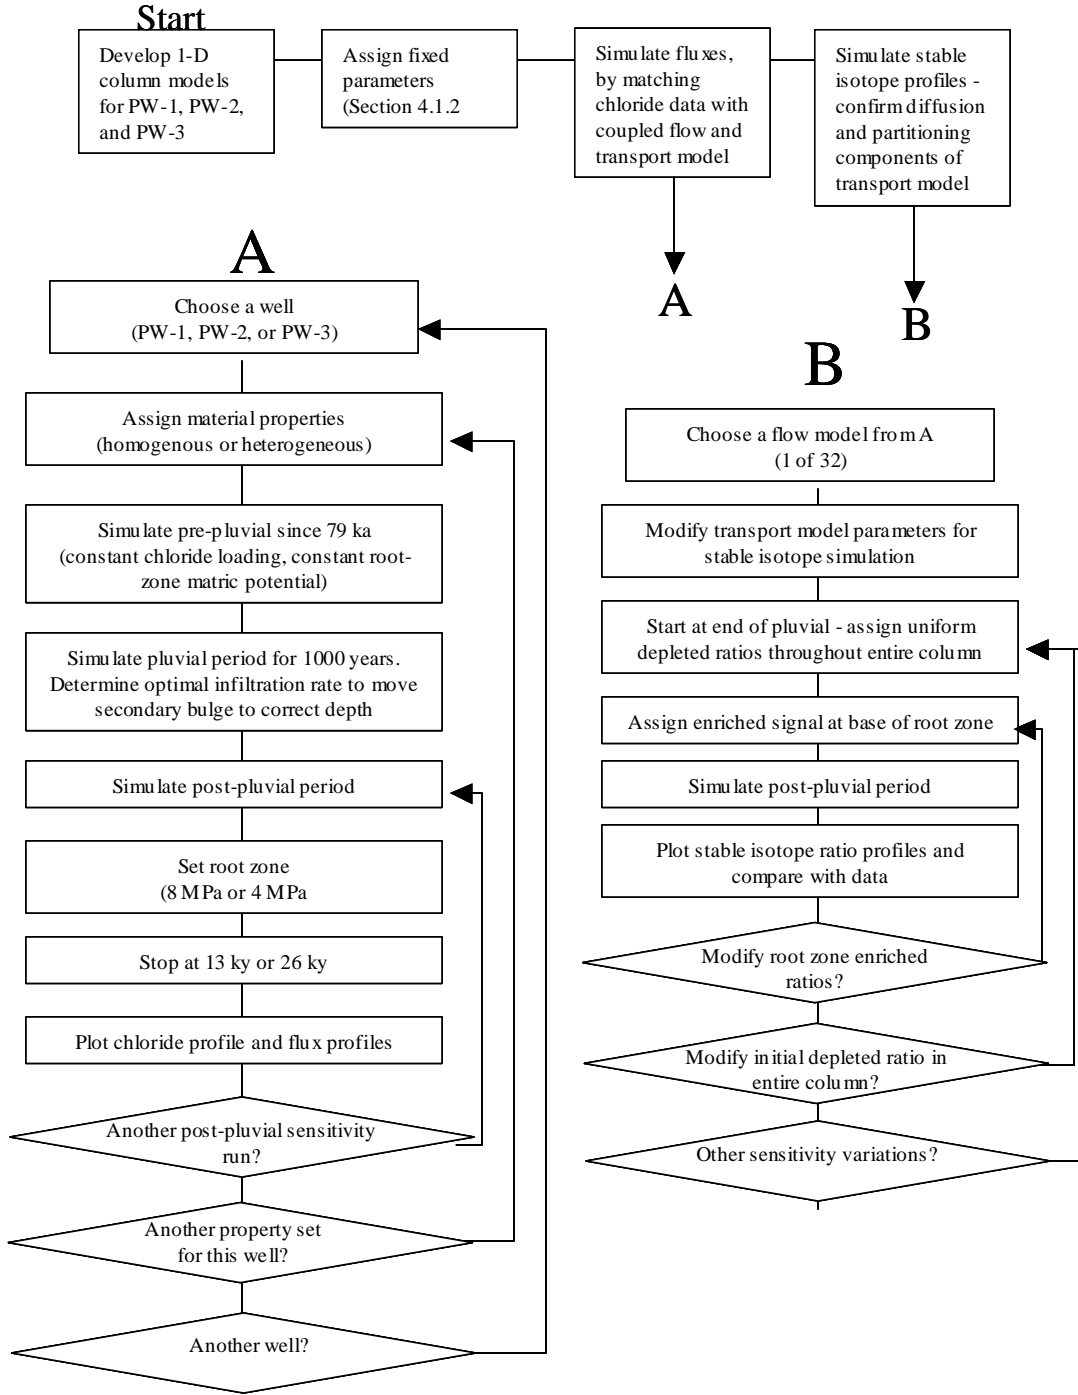 Start
Develop 1-D
column models
for PW-1, PW-2,
and PW-3
Assign fixed
parameters
(Section 4.1.2
Simulate fluxes,
by matching
chloride data with
coupled flow and
transport model
Simulate stable
isotope profiles -
confirm diffusion
and partitioning
components of
transport model
A
B
A
Choose a well
(PW-1, PW-2, or PW-3)
Assign material properties
(homogenous or heterogeneous)
Simulate pre-pluvial since 79 ka
(constant chloride loading, constant root-
zone matric potential)
Simulate pluvial period for 1000 years.
Determine optimal infiltration rate to move
secondary bulge to correct depth
Simulate post-pluvial period
Set root zone
(8 MPa or 4 MPa
Stop at 13 ky or 26 ky
Plot chloride profile and flux profiles
Another post-pluvial sensitivity
run?
Another property set
for this well?
Another well?
B
Choose a flow model from A
(1 of 32)
Modify transport model parameters for
stable isotope simulation
Start at end of pluvial - assign uniform
depleted ratios throughout entire column
Assign enriched signal at base of root zone
Simulate post-pluvial period
Plot stable isotope ratio profiles and
compare with data
Modify root zone enriched
ratios?
Modify initial depleted ratio in
entire column?
Other sensitivity variations?